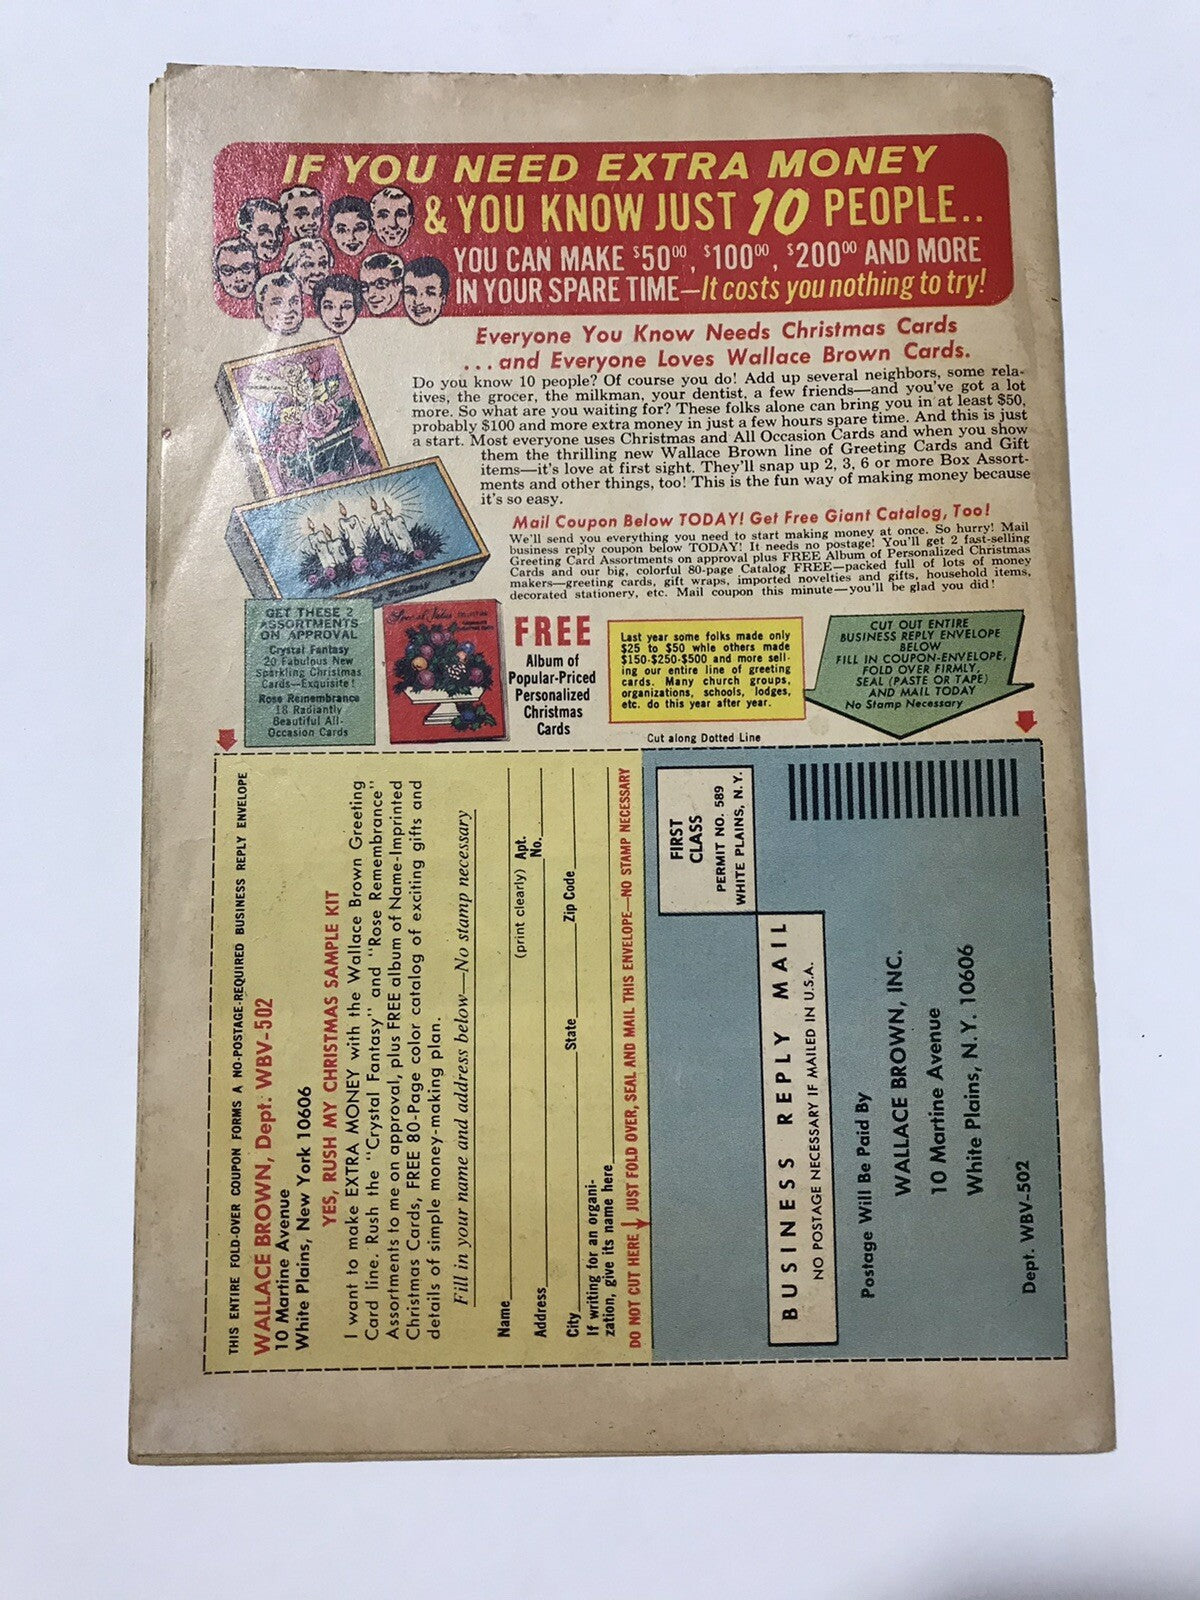 IF YOU NEED EXTRA MONEY
& YOU KNOW JUST 10 PEOPLE..
YOU CAN MAKE $50⁰⁰, $100⁰⁰, $200⁰⁰ AND MORE
IN YOUR SPARE TIME—It costs you nothing to try!
Everyone You Know Needs Christmas Cards
... and Everyone Loves Wallace Brown Cards.
Do you know 10 people? Of course you do! Add up several neighbors, some rela-
tives, the grocer, the milkman, your dentist, a few friends—and you've got a lot
more. So what are you waiting for? These folks alone can bring you in at least $50,
probably $100 and more extra money in just a few hours spare time. And this is just
a start. Most everyone uses Christmas and All Occasion Cards and when you show
them the thrilling new Wallace Brown line of Greeting Cards and Gift
items—it's love at first sight. They'll snap up 2, 3, 6 or more Box Assort-
ments and other things, too! This is the fun way of making money because
it's so easy.
Mail Coupon Below TODAY! Get Free Giant Catalog, Too!
We'll send you everything you need to start making money at once. So hurry! Mail
business reply coupon below TODAY! It needs no postage! You'll get 2 fast-selling
Greeting Card Assortments on approval plus FREE Album of Personalized Christmas
Cards and our big, colorful 80-page Catalog FREE—packed full of lots of money
makers—greeting cards, gift wraps, imported novelties and gifts, household items,
decorated stationery, etc. Mail coupon this minute—you'll be glad you did!
GET THESE 2
ASSORTMENTS
ON APPROVAL
Crystal Fantasy
20 Fabulous New
Sparkling Christmas
Cards—Exquisite!
Rose Remembrance
18 Radiantly
Beautiful All-
Occasion Cards
FREE
Album of
Popular-Priced
Personalized
Christmas
Cards
Last year some folks made only
$25 to $50 whle others made
$150-$250-$500 and more sell-
ing our entire line of greeting
cards. Many church groups,
organizations, schools, lodges,
etc. do this year after year.
CUT OUT ENTIRE
BUSINESS REPLY ENVELOPE
BELOW
FILL IN COUPON-ENVELOPE,
FOLD OVER FIRMLY,
SEAL (PASTE OR TAPE)
AND MAIL TODAY
No Stamp Necessary
Cut along Dotted Line
THIS ENTIRE FOLD-OVER COUPON FORMS A NO-POSTAGE-REQUIRED BUSINESS REPLY ENVELOPE
WALLACE BROWN, Dept. WBV-502
10 Martine Avenue
White Plains, New York 10606
YES, RUSH MY CHRISTMAS SAMPLE KIT
I want to make EXTRA MONEY with the Wallace Brown Greeting
Card line. Rush the "Crystal Fantasy" and "Rose Remembrance"
Assortments to me on approval, plus FREE album of Name-Imprinted
Christmas Cards, FREE 80-Page color catalog of exciting gifts and
details of simple money-making plan.
Fill in your name and address below—No stamp necessary
Name
(print clearly) Apt.
Address No.
City State Zip Code
If writing for an organi-
zation, give its name here
DO NOT CUT HERE JUST FOLD OVER, SEAL AND MAIL THIS ENVELOPE—NO STAMP NECESSARY
FIRST
CLASS
PERMIT NO. 589
WHITE PLAINS, N.Y.
BUSINESS REPLY MAIL
NO POSTAGE NECESSARY IF MAILED IN U.S.A.
Postage Will Be Paid By
WALLACE BROWN, INC.
10 Martine Avenue
White Plains, N.Y. 10606
Dept. WBV-502